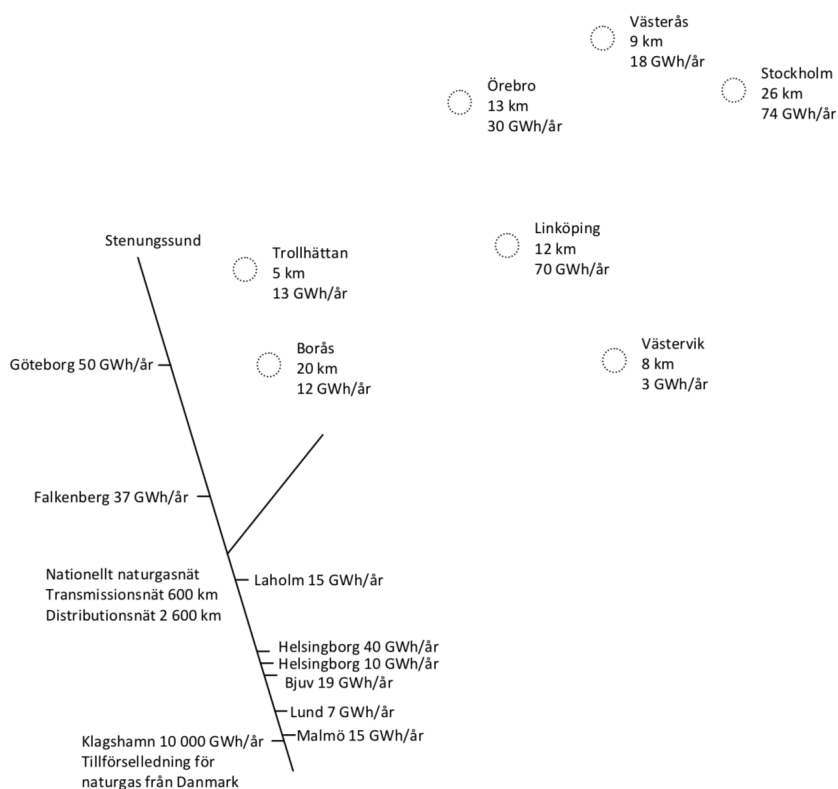 Västerås
9 km
18 GWh/år
Stockholm
26 km
74 GWh/år
Örebro
13 km
30 GWh/år
Linköping
12 km
70 GWh/år
Stenungssund
Trollhättan
5 km
13 GWh/år
Borås
20 km
12 GWh/år
Västervik
8 km
3 GWh/år
Göteborg 50 GWh/år
Falkenberg 37 GWh/år
Nationellt naturgasnät
Transmissionsnät 600 km
Distributionsnät 2 600 km
Laholm 15 GWh/år
Helsingborg 40 GWh/år
Helsingborg 10 GWh/år
Bjuv 19 GWh/år
Lund 7 GWh/år
Malmö 15 GWh/år
Klagshamn 10 000 GWh/år
Tillförselledning för
naturgas från Danmark